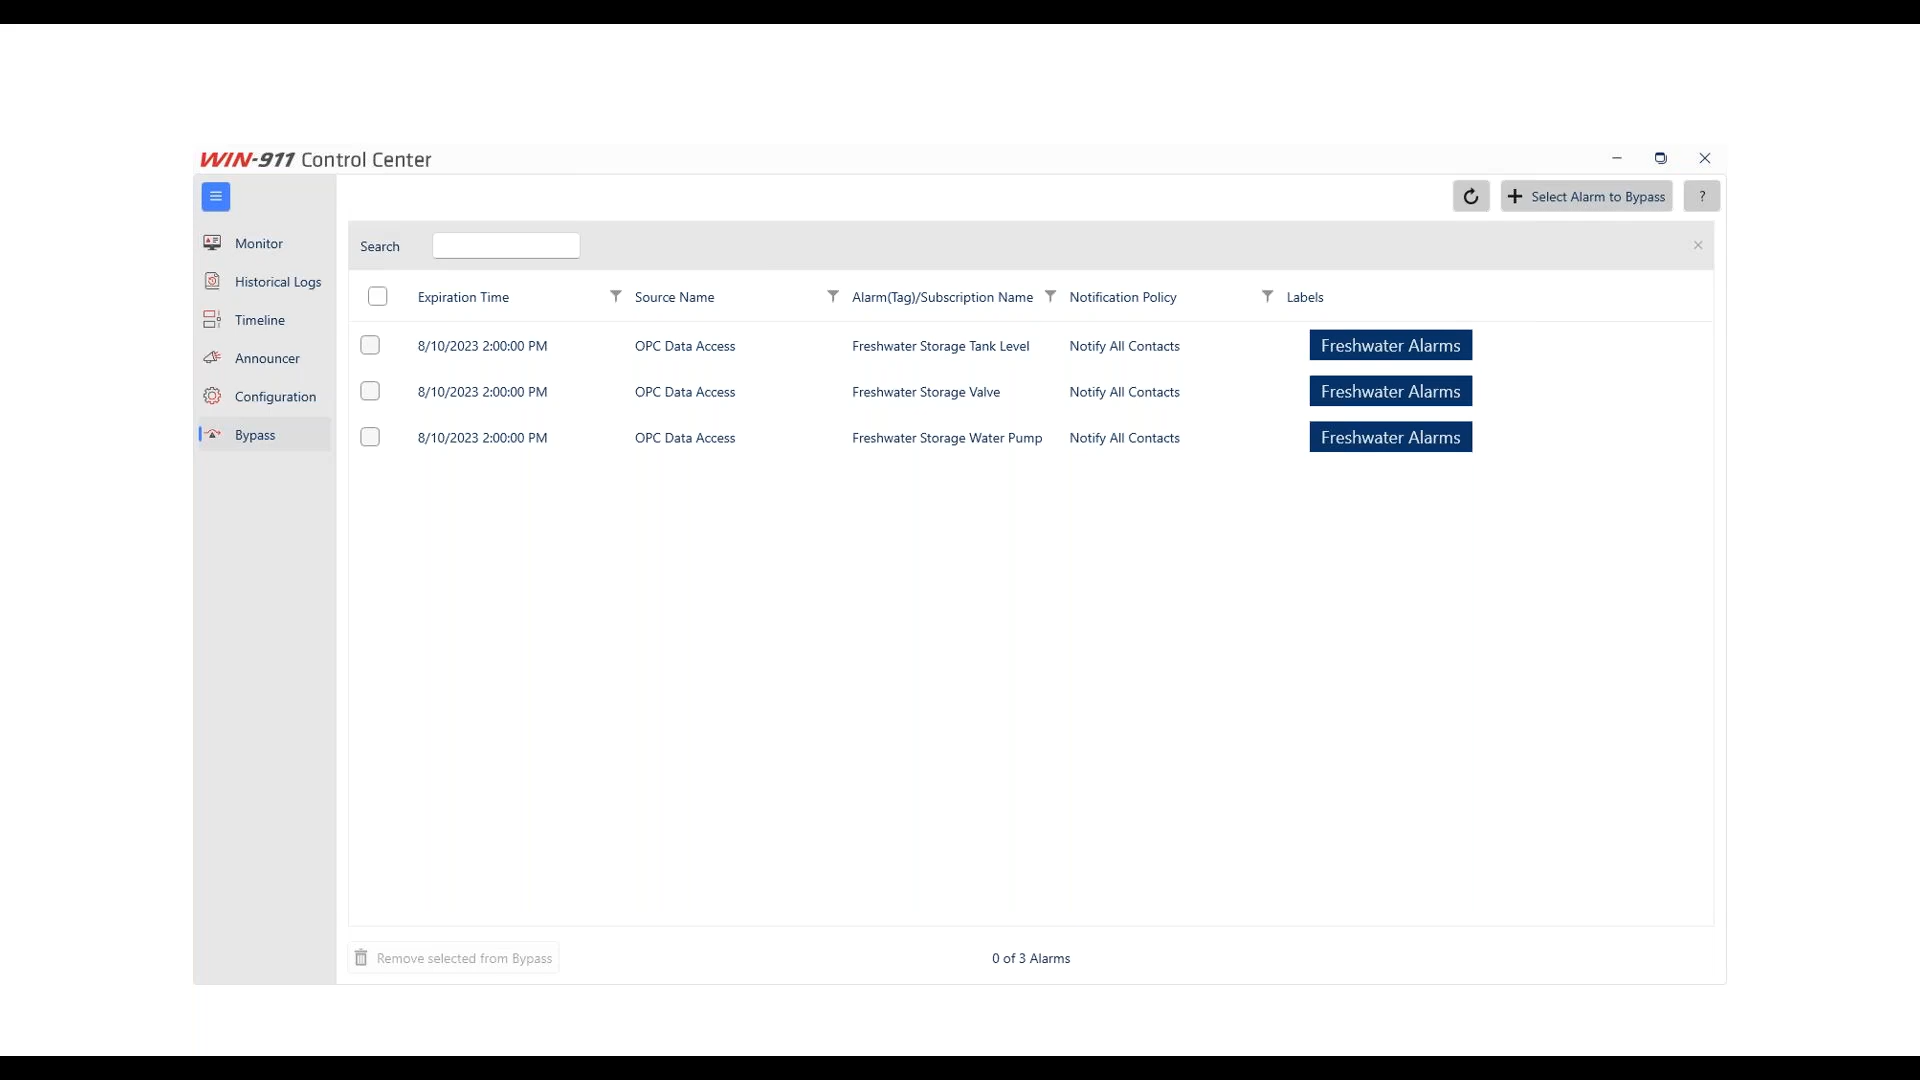 WIN-911 Control Center
Select Alarm to Bypass
?
Search
Monitor
Historical Logs
Timeline
Announcer
Configuration
Bypass
Expiration Time Source Name Alarm(Tag)/Subscription Name Notification Policy Labels
8/10/2023 2:00:00 PM OPC Data Access Freshwater Storage Tank Level Notify All Contacts Freshwater Alarms
8/10/2023 2:00:00 PM OPC Data Access Freshwater Storage Valve Notify All Contacts Freshwater Alarms
8/10/2023 2:00:00 PM OPC Data Access Freshwater Storage Water Pump Notify All Contacts Freshwater Alarms
Remove selected from Bypass
0 of 3 Alarms